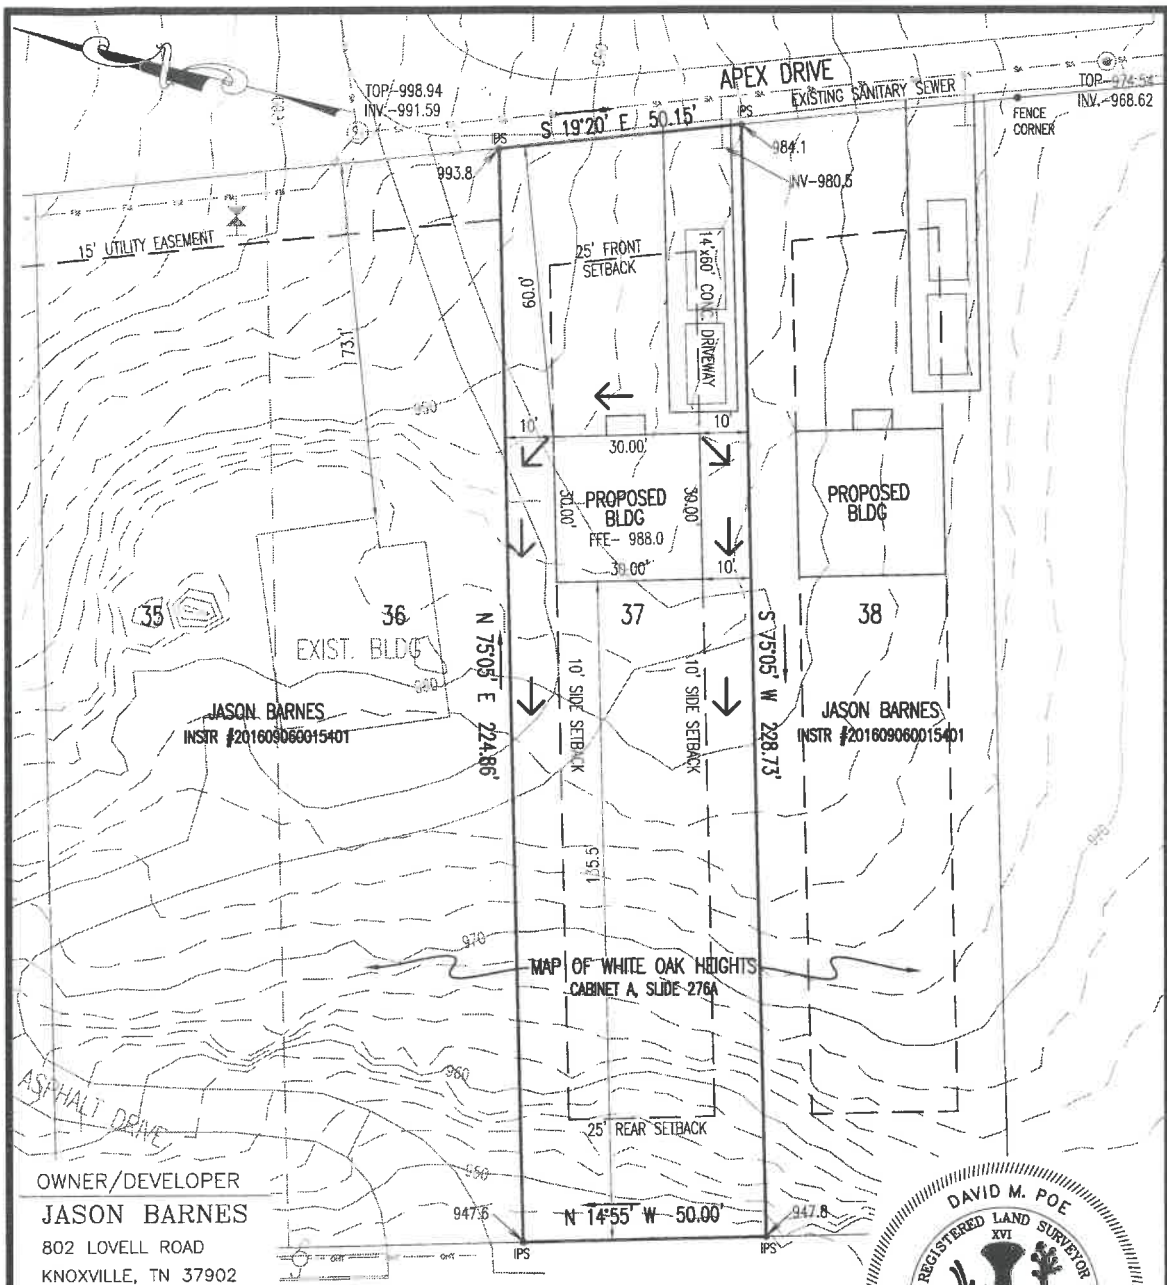 APEX DRIVE
TOP-998.94
INV.-991.59
EXISTING SANITARY SEWER
TOP-974.54
INV.-968.62
FENCE
CORNER
S 19°20' E 50.15'
IPS
IPS
993.8
984.1
INV-980.5
15' UTILITY EASEMENT
25' FRONT
SETBACK
14'x60' CONC. DRIVEWAY
60.0'
73.1'
990
10'
10'
30.00'
30.00'
30.00'
PROPOSED
BLDG
FFE- 988.0
30.00'
10'
PROPOSED
BLDG
35
36
37
38
EXIST. BLDG
980
N 75°05' E 224.86'
10' SIDE SETBACK
10' SIDE SETBACK
S 75°05' W 228.73'
JASON BARNES
INSTR #201609060015401
JASON BARNES
INSTR #201609060015401
135.5'
970
MAP OF WHITE OAK HEIGHTS
CABINET A, SLIDE 276A
960
ASPHALT DRIVE
25' REAR SETBACK
950
947.6
N 14°55' W 50.00'
947.8
IPS
IPS
OWNER/DEVELOPER
JASON BARNES
802 LOVELL ROAD
KNOXVILLE, TN 37902
DAVID M. POE
REGISTERED LAND SURVEYOR
XVI